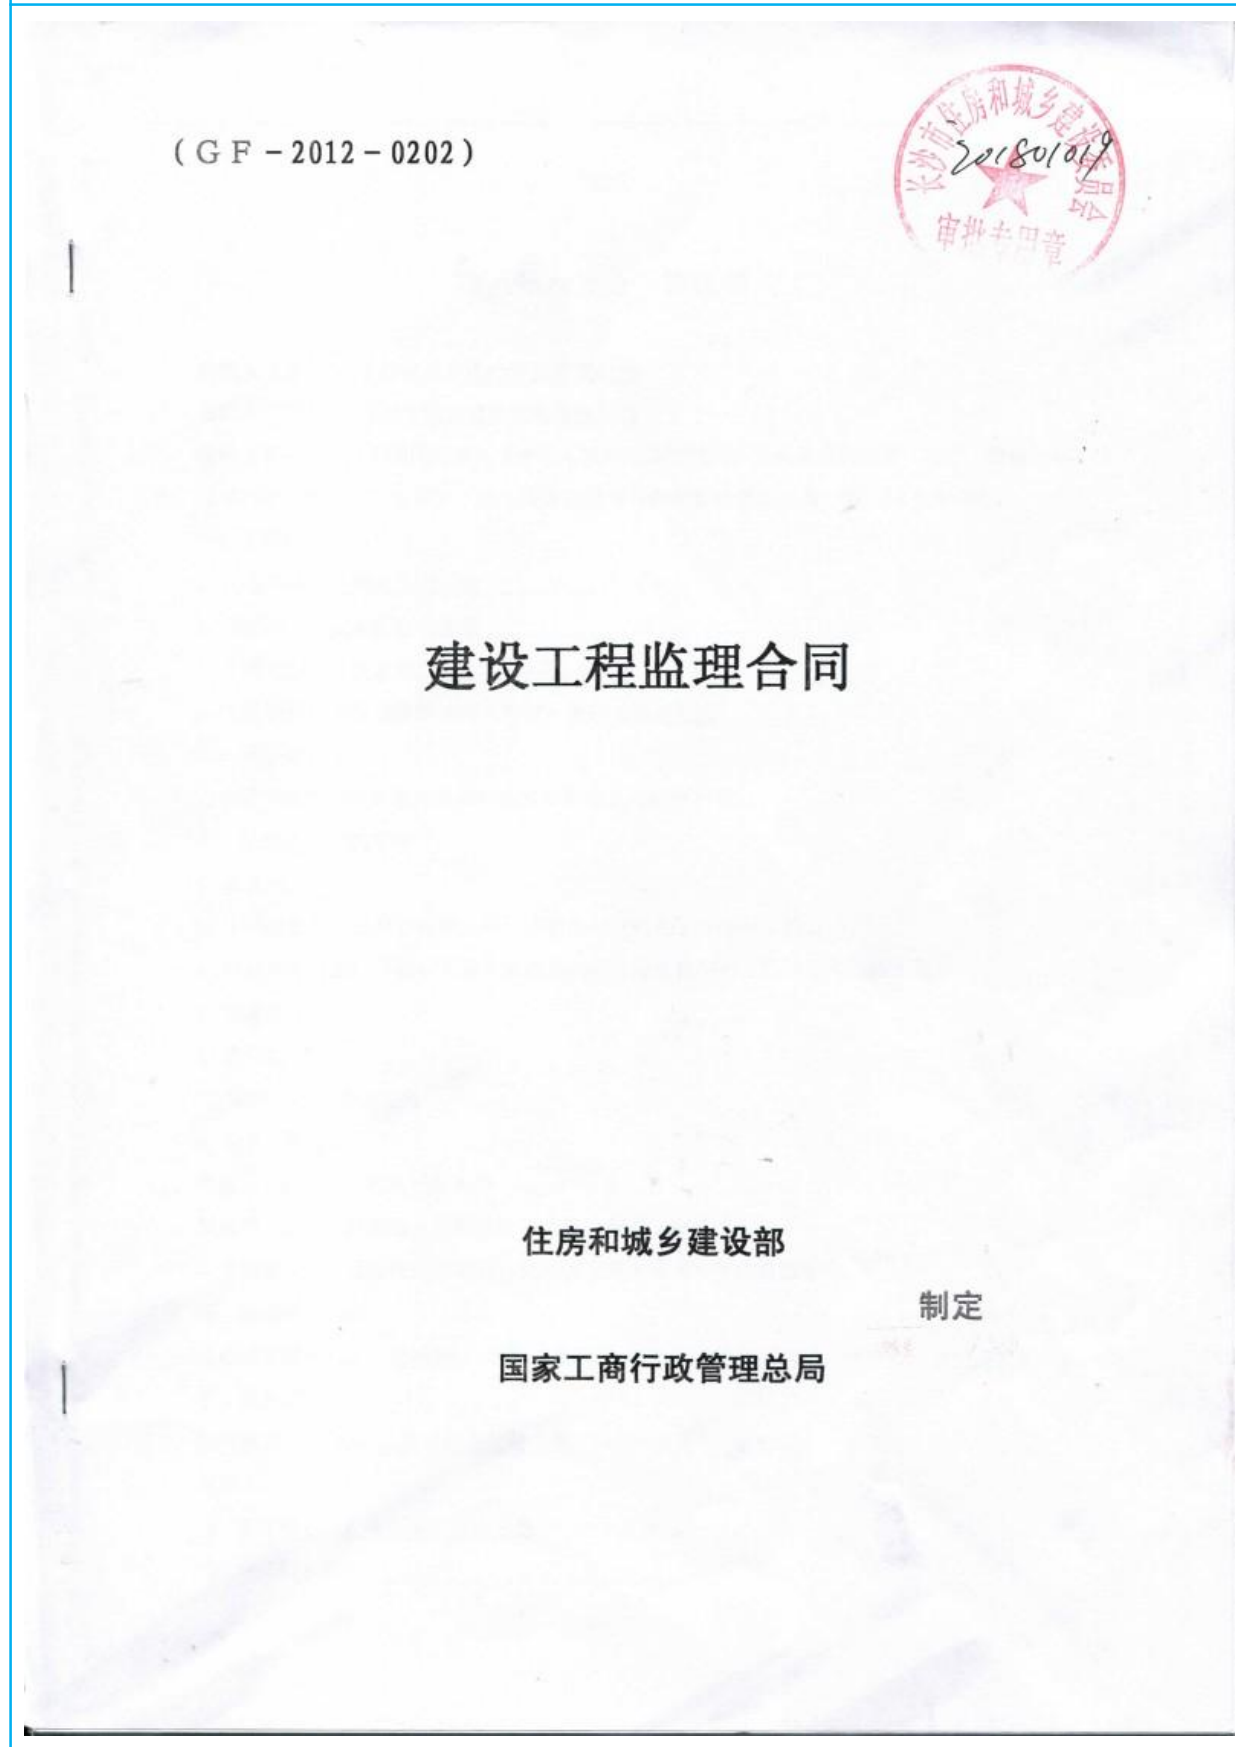 (GF-2012-0202)
长沙市住房和城乡建设委员会
201801019
审批专用章
建设工程监理合同
住房和城乡建设部
制定
国家工商行政管理总局